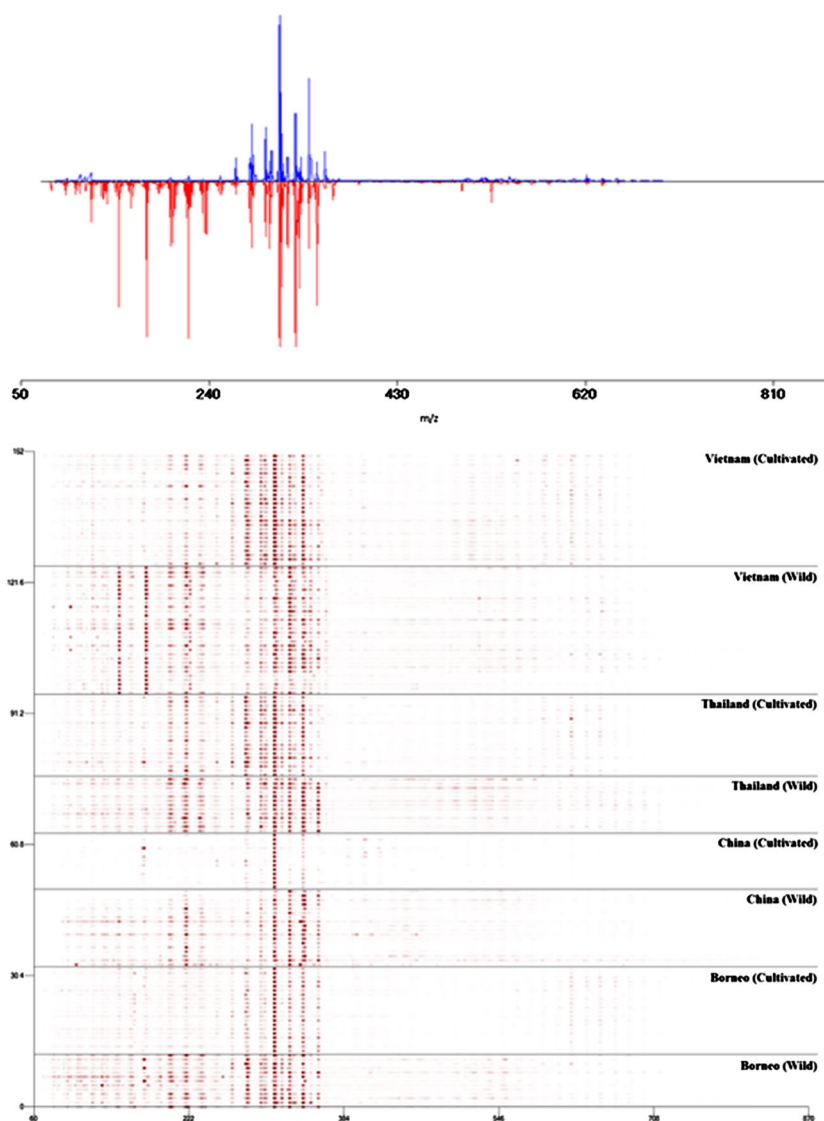 50 240 430 620 810
m/z
152
Vietnam (Cultivated)
Vietnam (Wild)
121.6
Thailand (Cultivated)
91.2
Thailand (Wild)
China (Cultivated)
60.8
China (Wild)
Borneo (Cultivated)
30.4
Borneo (Wild)
0
60 222 384 546 708 870